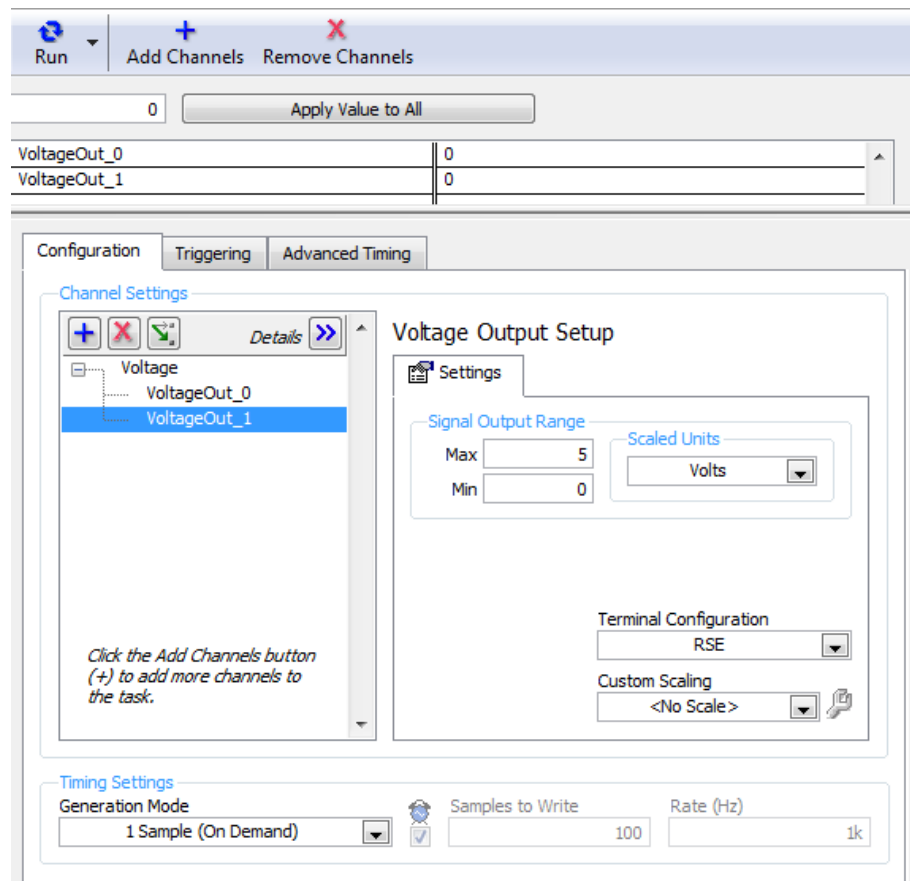 Run Add Channels Remove Channels
0 Apply Value to All
VoltageOut_0 0
VoltageOut_1 0
Configuration Triggering Advanced Timing
Channel Settings
Details
Voltage
VoltageOut_0
VoltageOut_1
Click the Add Channels button
(+) to add more channels to
the task.
Voltage Output Setup
Settings
Signal Output Range
Max 5
Min 0
Scaled Units
Volts
Terminal Configuration
RSE
Custom Scaling
<No Scale>
Timing Settings
Generation Mode Samples to Write Rate (Hz)
1 Sample (On Demand) 100 1k